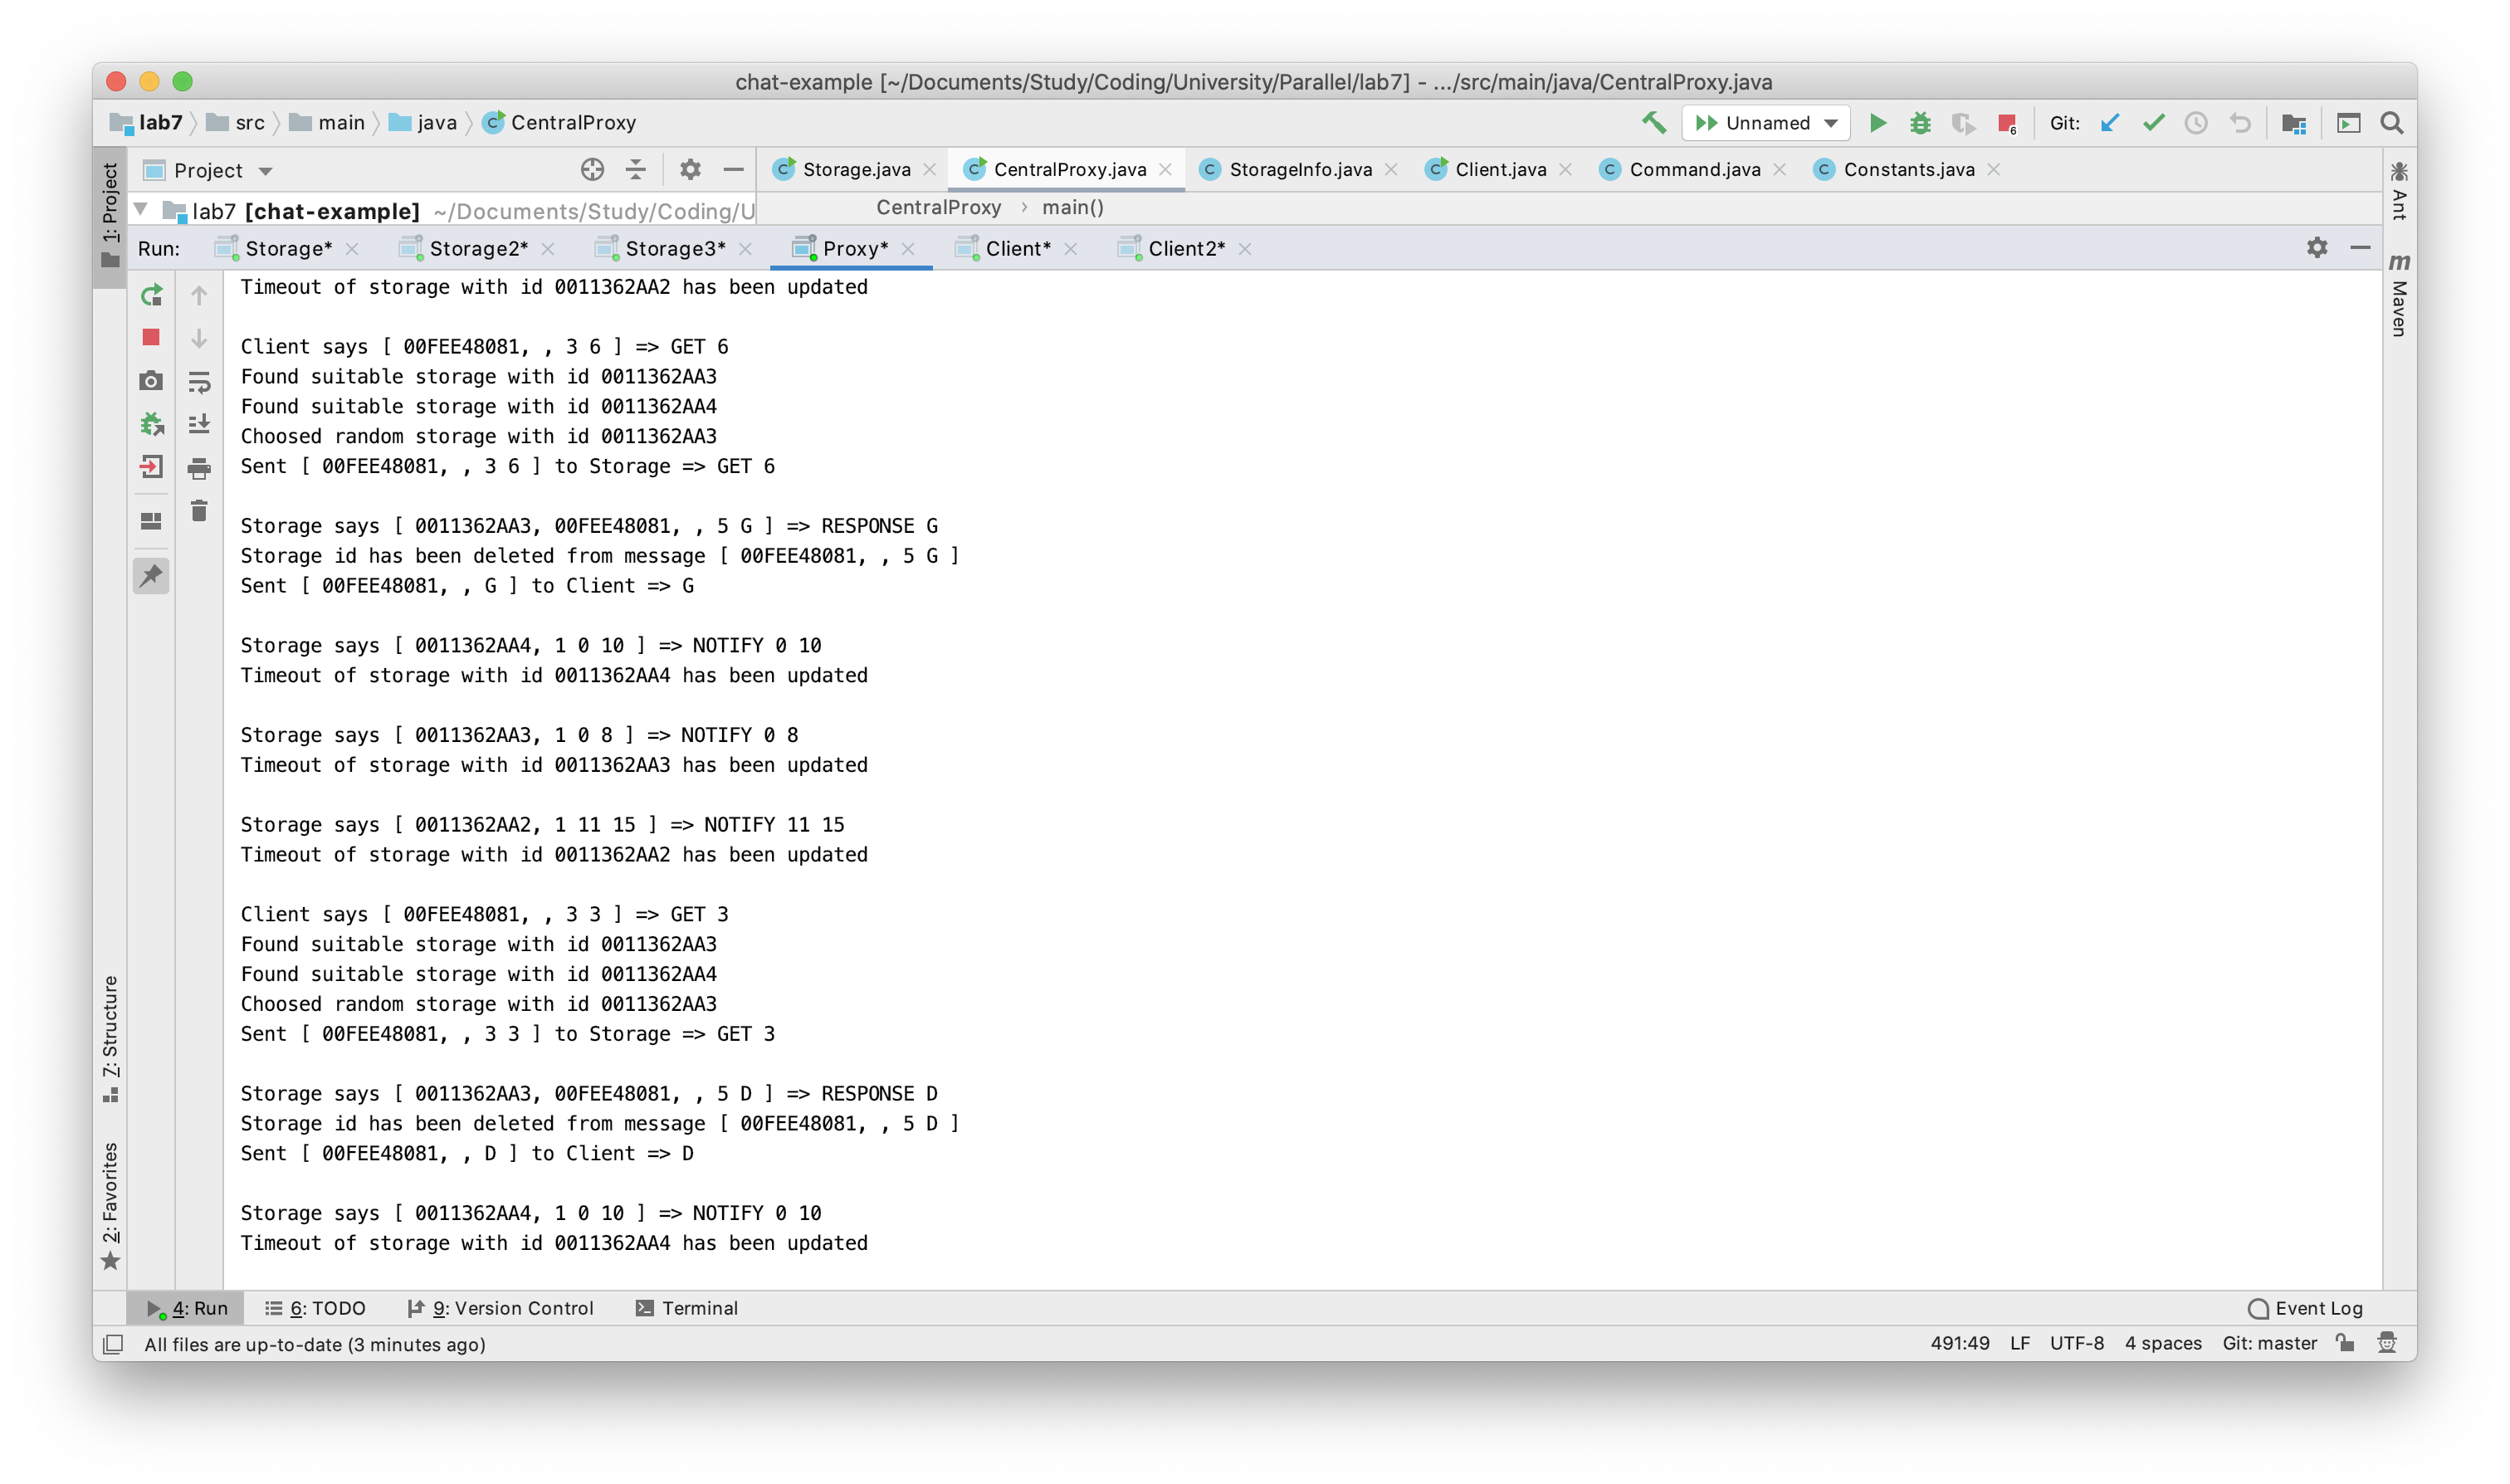 chat-example [~/Documents/Study/Coding/University/Parallel/lab7] - .../src/main/java/CentralProxy.java
lab7 src main java CentralProxy Unnamed 6 Git:
Project Storage.java CentralProxy.java StorageInfo.java Client.java Command.java Constants.java
lab7 [chat-example] ~/Documents/Study/Coding/U
CentralProxy main()
Run: Storage* Storage2* Storage3* Proxy* Client* Client2*
Timeout of storage with id 0011362AA2 has been updated
Client says [ 00FEE48081, , 3 6 ] => GET 6
Found suitable storage with id 0011362AA3
Found suitable storage with id 0011362AA4
Choosed random storage with id 0011362AA3
Sent [ 00FEE48081, , 3 6 ] to Storage => GET 6
Storage says [ 0011362AA3, 00FEE48081, , 5 G ] => RESPONSE G
Storage id has been deleted from message [ 00FEE48081, , 5 G ]
Sent [ 00FEE48081, , G ] to Client => G
Storage says [ 0011362AA4, 1 0 10 ] => NOTIFY 0 10
Timeout of storage with id 0011362AA4 has been updated
Storage says [ 0011362AA3, 1 0 8 ] => NOTIFY 0 8
Timeout of storage with id 0011362AA3 has been updated
Storage says [ 0011362AA2, 1 11 15 ] => NOTIFY 11 15
Timeout of storage with id 0011362AA2 has been updated
Client says [ 00FEE48081, , 3 3 ] => GET 3
Found suitable storage with id 0011362AA3
Found suitable storage with id 0011362AA4
Choosed random storage with id 0011362AA3
Sent [ 00FEE48081, , 3 3 ] to Storage => GET 3
Storage says [ 0011362AA3, 00FEE48081, , 5 D ] => RESPONSE D
Storage id has been deleted from message [ 00FEE48081, , 5 D ]
Sent [ 00FEE48081, , D ] to Client => D
Storage says [ 0011362AA4, 1 0 10 ] => NOTIFY 0 10
Timeout of storage with id 0011362AA4 has been updated
1: Project
7: Structure
2: Favorites
Ant
Maven
4: Run 6: TODO 9: Version Control Terminal Event Log
All files are up-to-date (3 minutes ago) 491:49 LF UTF-8 4 spaces Git: master